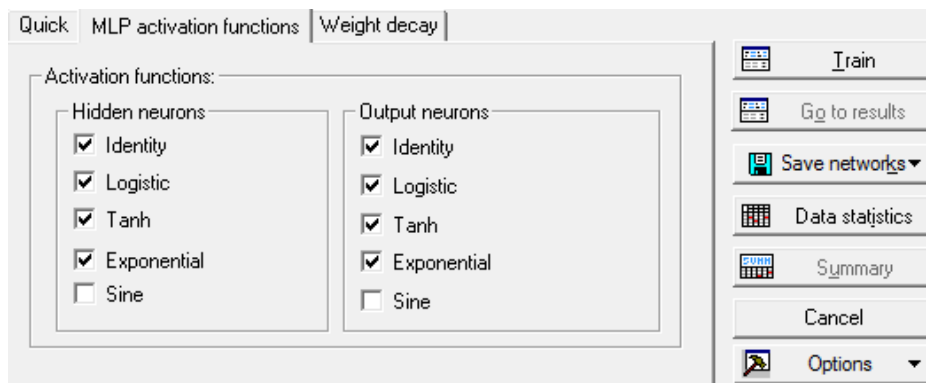 Quick
MLP activation functions
Weight decay
Activation functions:
Hidden neurons
Identity
Logistic
Tanh
Exponential
Sine
Output neurons
Identity
Logistic
Tanh
Exponential
Sine
Train
Go to results
Save networks
Data statistics
SUMM
Summary
Cancel
Options